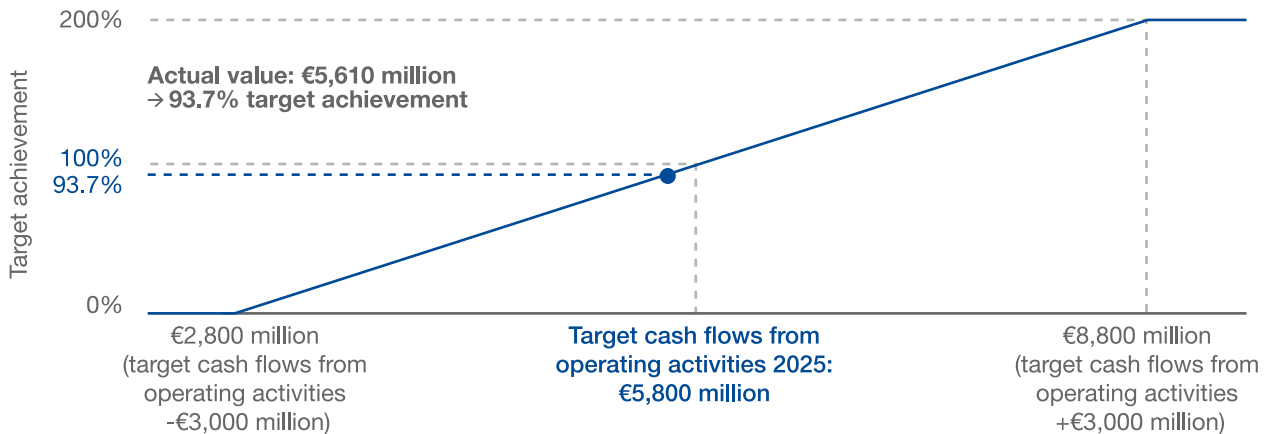 200%
Actual value: €5,610 million
→ 93.7% target achievement
100%
93.7%
0%
Target achievement
€2,800 million
(target cash flows from
operating activities
-€3,000 million)
Target cash flows from
operating activities 2025:
€5,800 million
€8,800 million
(target cash flows from
operating activities
+€3,000 million)